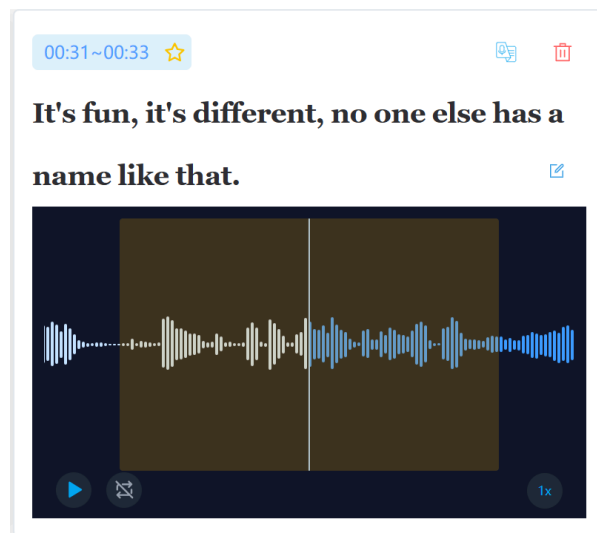 00:31~00:33
It's fun, it's different, no one else has a
name like that.
1x